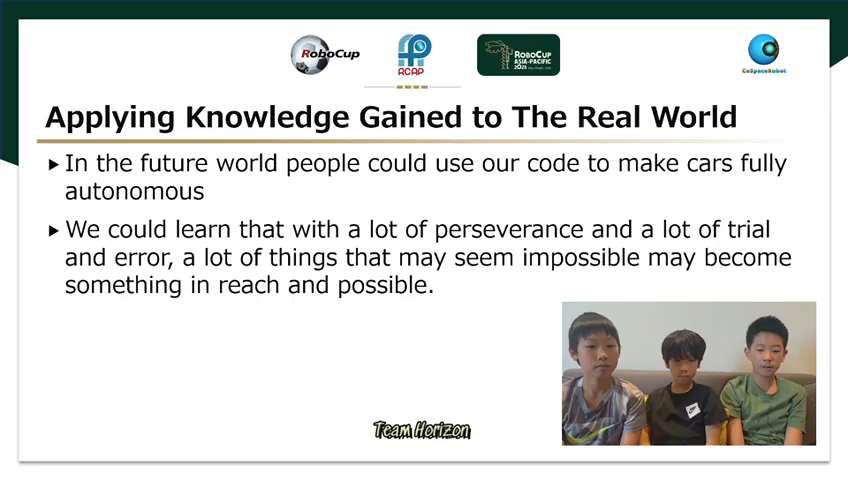 RoboCup
RCAP
ROBOCUP
ASIA-PACIFIC
2025
CoSpaceRobot
Applying Knowledge Gained to The Real World
In the future world people could use our code to make cars fully
autonomous
We could learn that with a lot of perseverance and a lot of trial
and error, a lot of things that may seem impossible may become
something in reach and possible.
Team Horizon